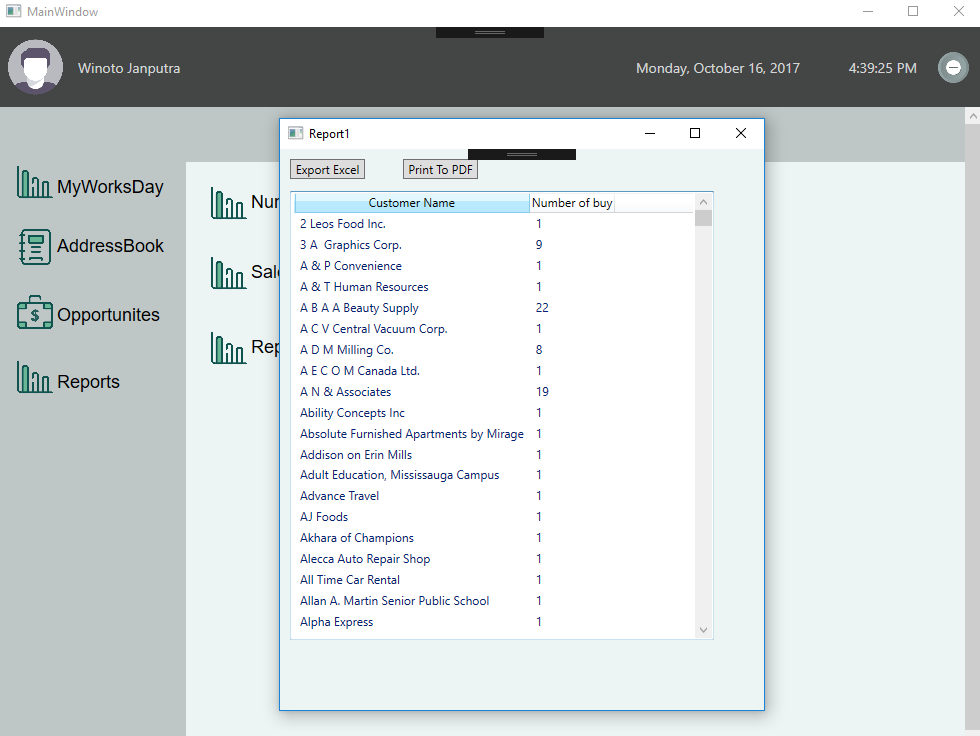 MainWindow
Winoto Janputra
Monday, October 16, 2017
4:39:25 PM
Report1
Export Excel
Print To PDF
MyWorksDay
AddressBook
Opportunites
Reports
Customer Name Number of buy
2 Leos Food Inc. 1
3 A  Graphics Corp. 9
A & P Convenience 1
A & T Human Resources 1
A B A A Beauty Supply 22
A C V Central Vacuum Corp. 1
A D M Milling Co. 8
A E C O M Canada Ltd. 1
A N & Associates 19
Ability Concepts Inc 1
Absolute Furnished Apartments by Mirage 1
Addison on Erin Mills 1
Adult Education, Mississauga Campus 1
Advance Travel 1
AJ Foods 1
Akhara of Champions 1
Alecca Auto Repair Shop 1
All Time Car Rental 1
Allan A. Martin Senior Public School 1
Alpha Express 1